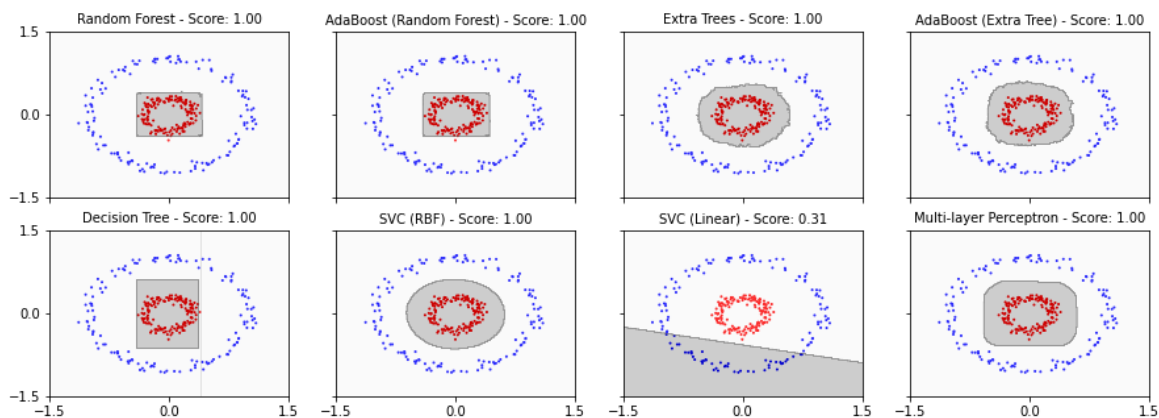 Random Forest - Score: 1.00
AdaBoost (Random Forest) - Score: 1.00
Extra Trees - Score: 1.00
AdaBoost (Extra Tree) - Score: 1.00
1.5
0.0
−1.5
Decision Tree - Score: 1.00
SVC (RBF) - Score: 1.00
SVC (Linear) - Score: 0.31
Multi-layer Perceptron - Score: 1.00
1.5
0.0
−1.5
−1.5 0.0 1.5
−1.5 0.0 1.5
−1.5 0.0 1.5
−1.5 0.0 1.5